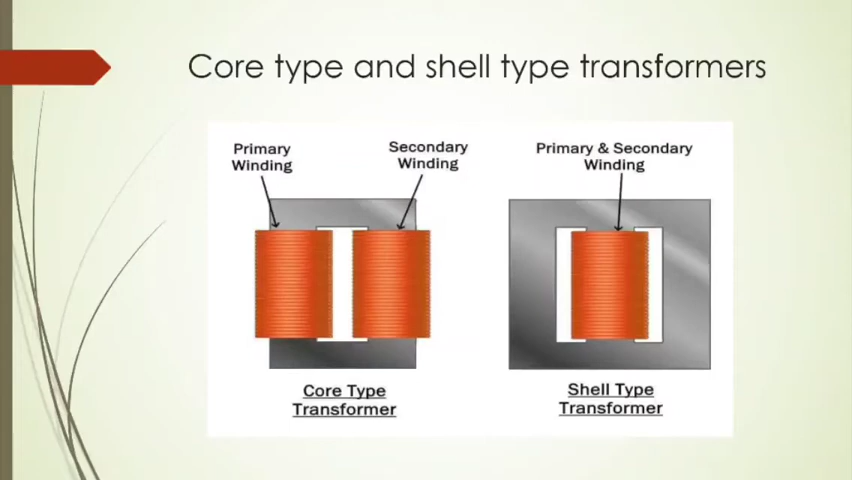 Core type and shell type transformers
Primary
Winding
Secondary
Winding
Primary & Secondary
Winding
Core Type
Transformer
Shell Type
Transformer